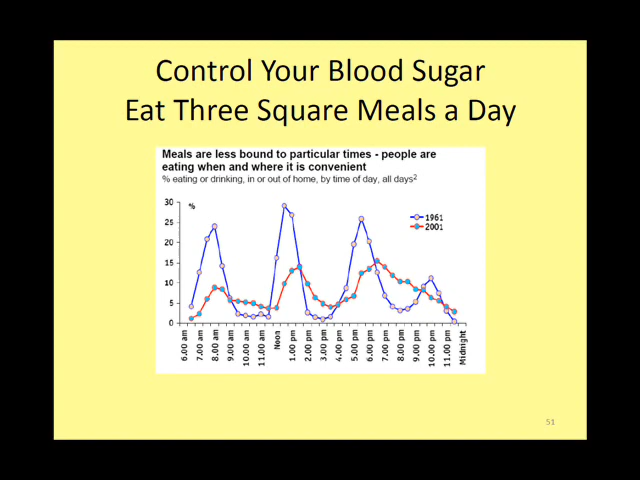 Control Your Blood Sugar
Eat Three Square Meals a Day
Meals are less bound to particular times - people are
eating when and where it is convenient
% eating or drinking, in or out of home, by time of day, all days2
%
30
25
20
15
10
5
0
1961
2001
6.00 am
7.00 am
8.00 am
9.00 am
10.00 am
11.00 am
Noon
1.00 pm
2.00 pm
3.00 pm
4.00 pm
5.00 pm
6.00 pm
7.00 pm
8.00 pm
9.00 pm
10.00 pm
11.00 pm
Midnight
51